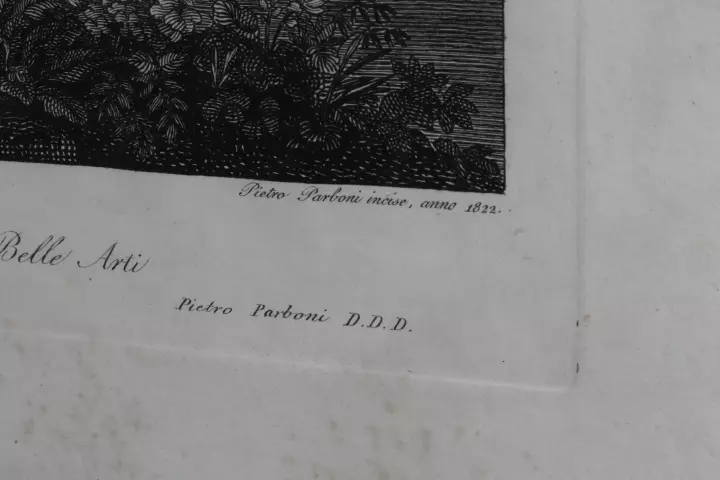 Pietro Parboni incise, anno 1822.
Belle Arti
Pietro Parboni D.D.D.